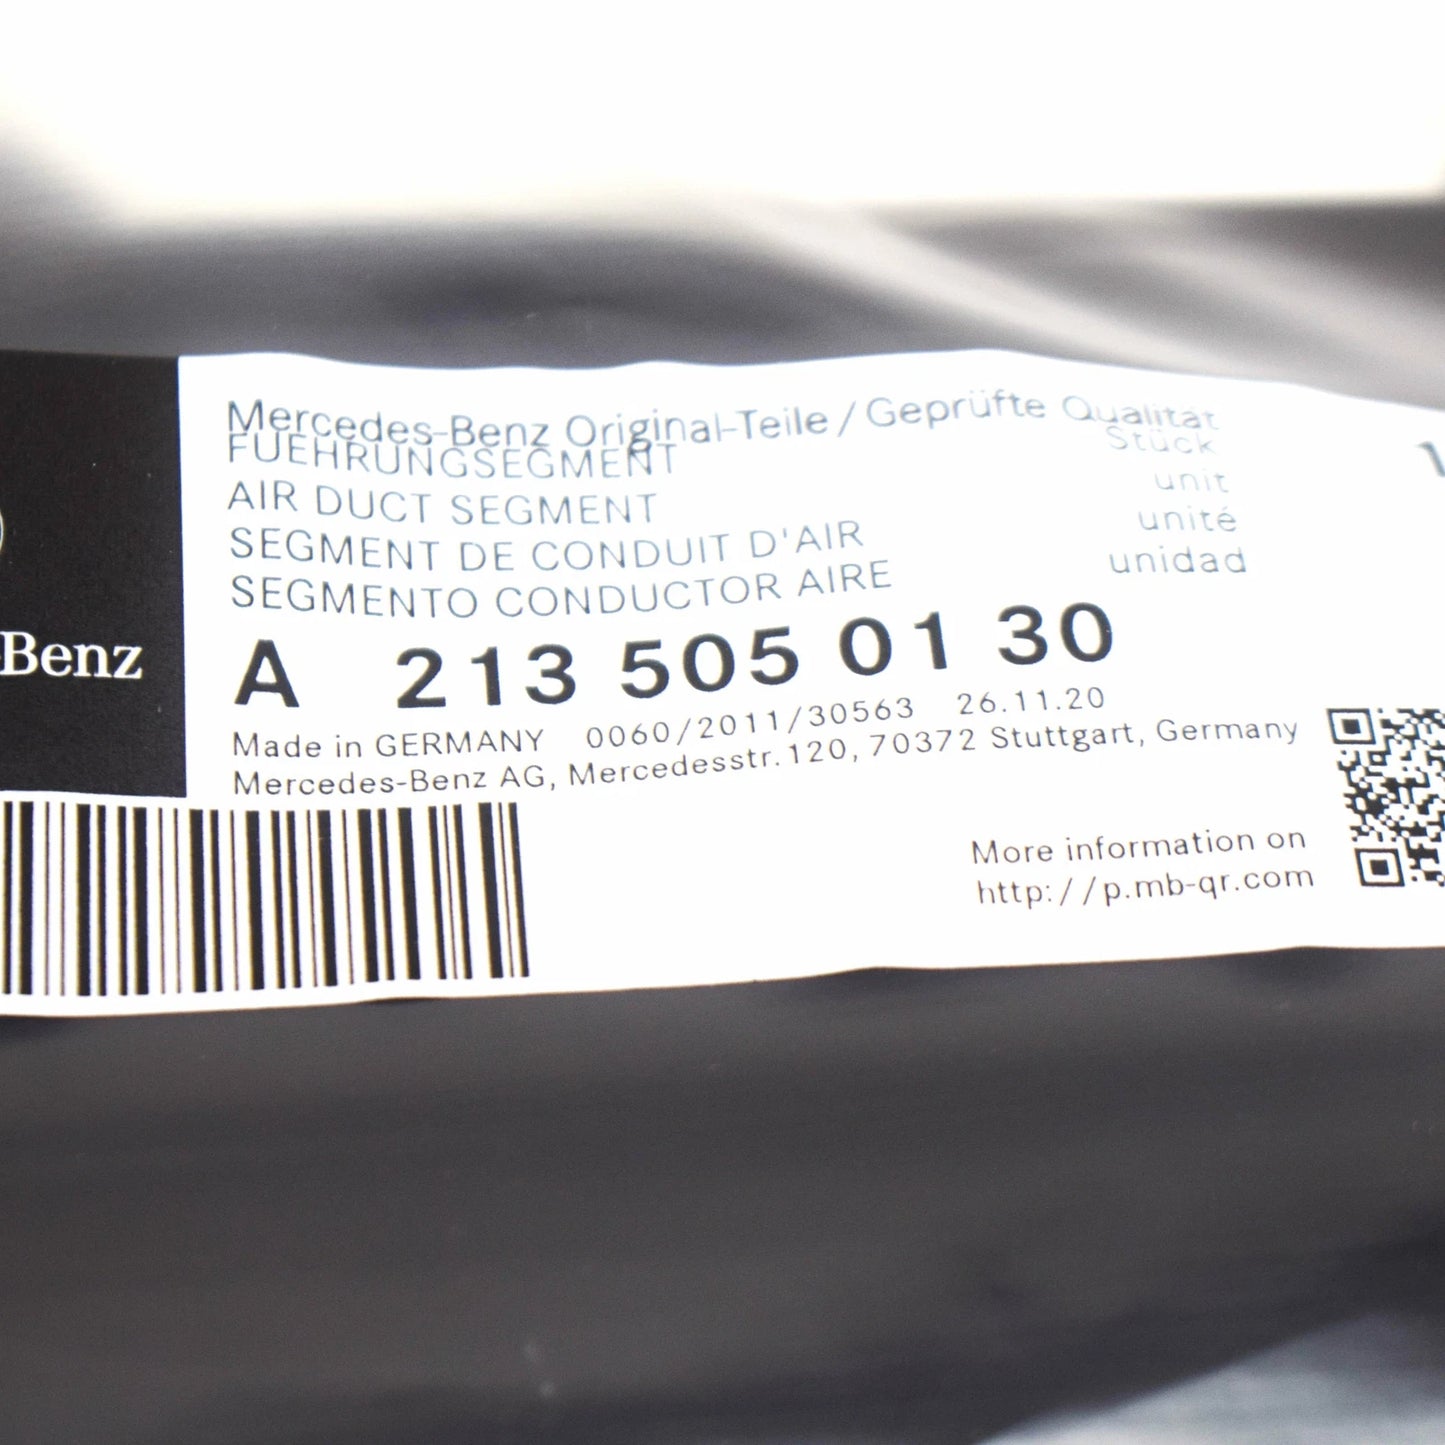 Mercedes-Benz Original-Teile / Geprüfte Qualität
FUEHRUNGSEGMENT Stück 1
AIR DUCT SEGMENT unit
SEGMENT DE CONDUIT D'AIR unité
SEGMENTO CONDUCTOR AIRE unidad
-Benz
A 213 505 01 30
Made in GERMANY 0060/2011/30563 26.11.20
Mercedes-Benz AG, Mercedesstr. 120, 70372 Stuttgart, Germany
More information on
http://p.mb-qr.com